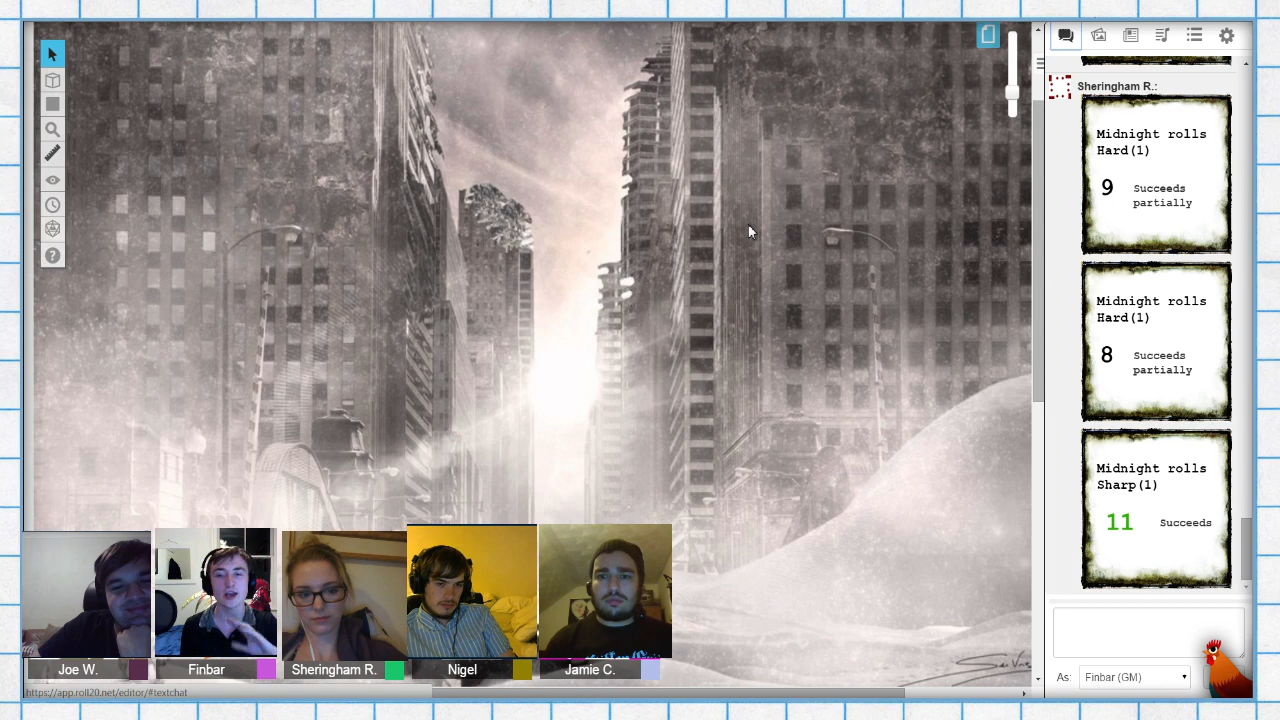 Sheringham R.:
Midnight rolls
Hard(1)
9 Succeeds
partially
Midnight rolls
Hard(1)
8 Succeeds
partially
Midnight rolls
Sharp(1)
11 Succeeds
Joe W.
Finbar
Sheringham R.
Nigel
Jamie C.
As: Finbar (GM)
https://app.roll20.net/editor/#textchat